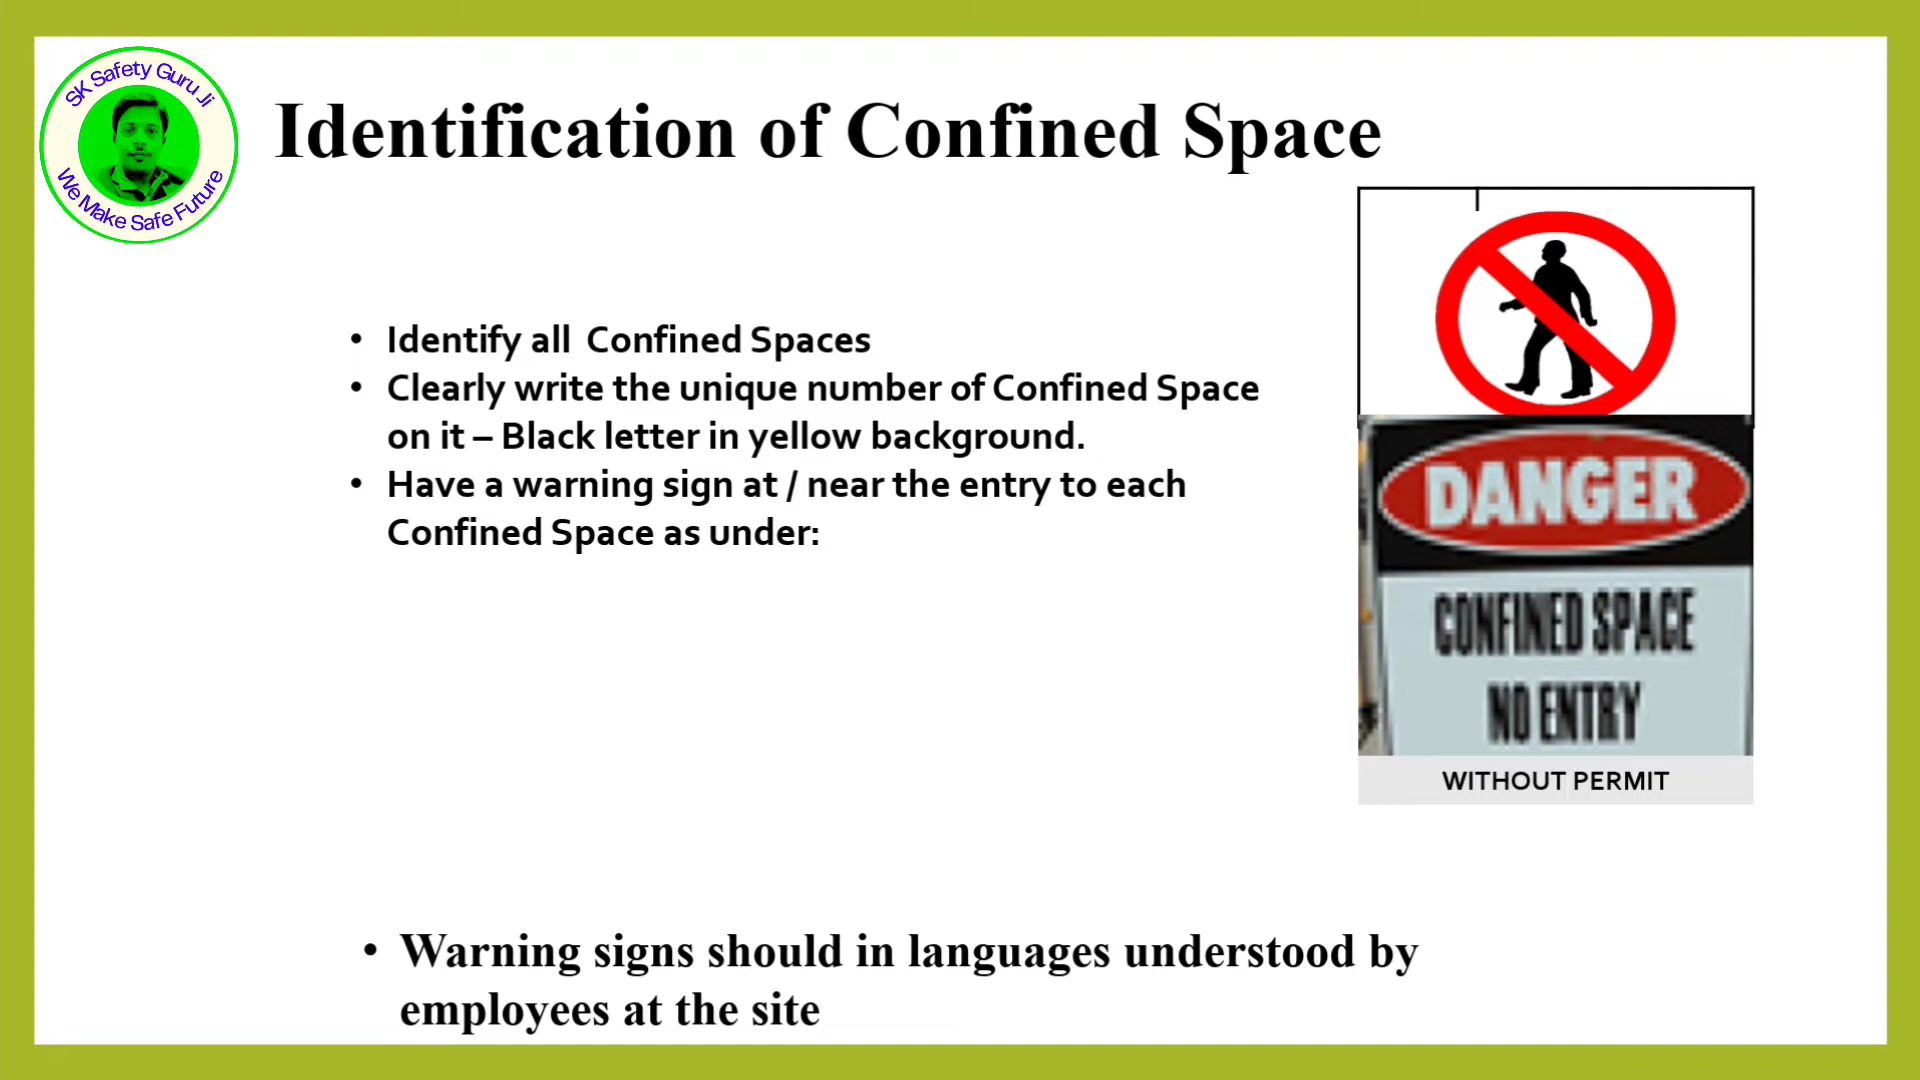 SK Safety Guru Ji
We Make Safe Future
Identification of Confined Space
• Identify all  Confined Spaces
• Clearly write the unique number of Confined Space
on it – Black letter in yellow background.
• Have a warning sign at / near the entry to each
Confined Space as under:
DANGER
CONFINED SPACE
NO ENTRY
WITHOUT PERMIT
• Warning signs should in languages understood by
employees at the site